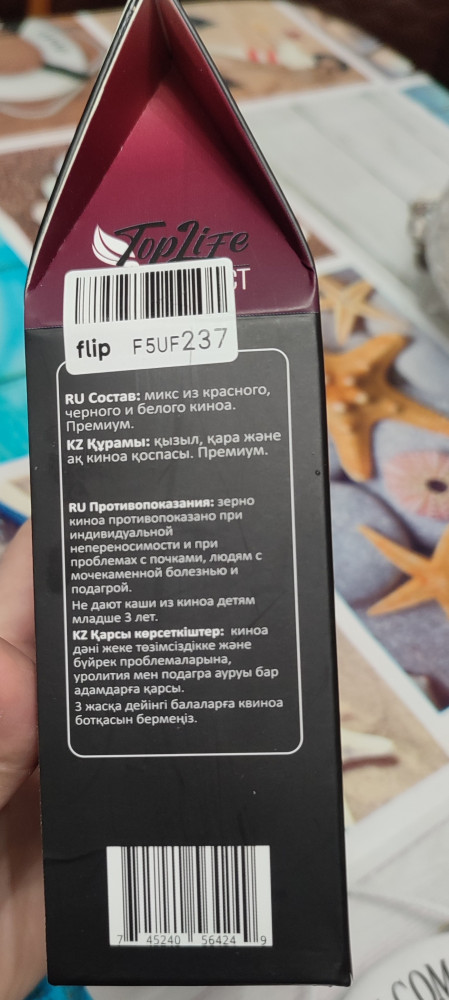 TopLife
CT
flip F5UF237
RU Состав: микс из красного,
черного и белого киноа.
Премиум.
KZ Құрамы: қызыл, қара және
ақ киноа қоспасы. Премиум.
RU Противопоказания: зерно
киноа противопоказано при
индивидуальной
непереносимости и при
проблемах с почками, людям с
мочекаменной болезнью и
подагрой.
Не дают каши из киноа детям
младше 3 лет.
KZ Қарсы көрсеткіштер: киноа
дәні жеке төзімсіздікке және
бүйрек проблемаларына,
уролития мен подагра ауруы бар
адамдарға қарсы.
3 жасқа дейінгі балаларға квиноа
ботқасын бермеңіз.
7 45240 56424 9
COM